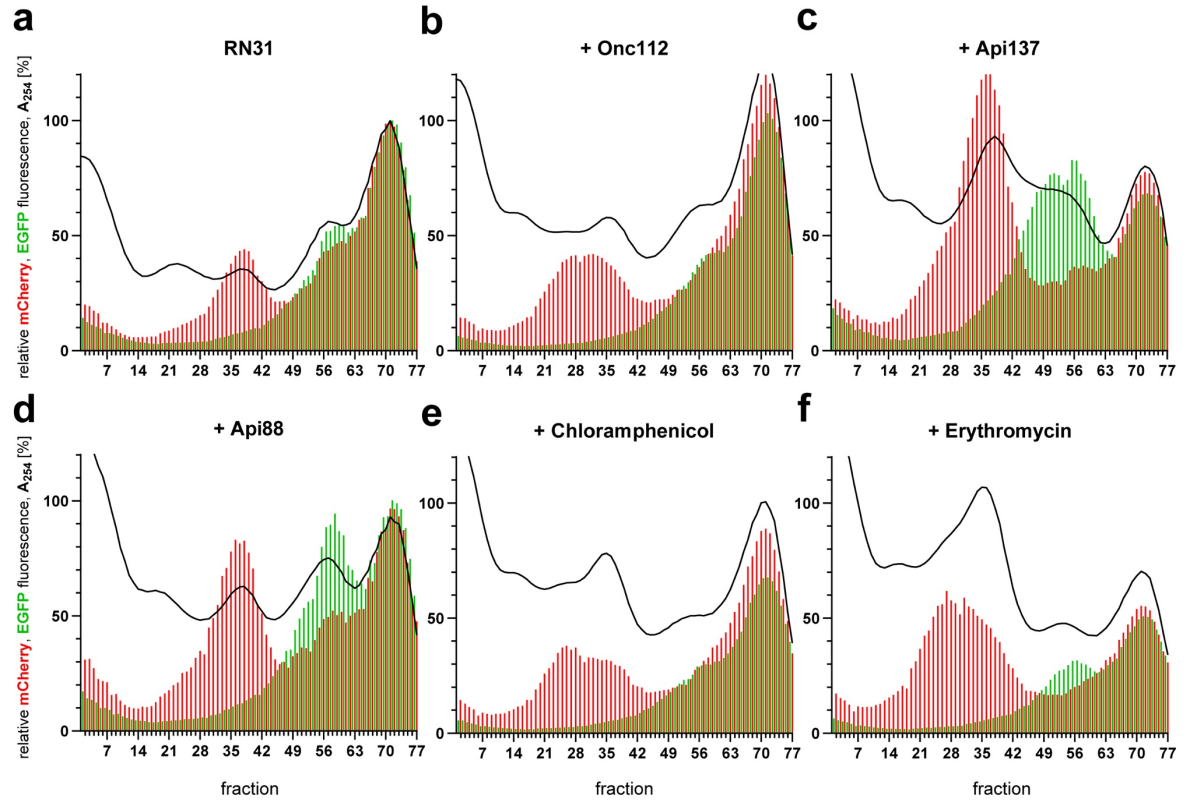 a
RN31
relative mCherry, EGFP fluorescence, A254 [%]
100
50
0
7 14 21 28 35 42 49 56 63 70 77
b
+ Onc112
100
50
0
7 14 21 28 35 42 49 56 63 70 77
c
+ Api137
100
50
0
7 14 21 28 35 42 49 56 63 70 77
d
+ Api88
relative mCherry, EGFP fluorescence, A254 [%]
100
50
0
7 14 21 28 35 42 49 56 63 70 77
fraction
e
+ Chloramphenicol
100
50
0
7 14 21 28 35 42 49 56 63 70 77
fraction
f
+ Erythromycin
100
50
0
7 14 21 28 35 42 49 56 63 70 77
fraction